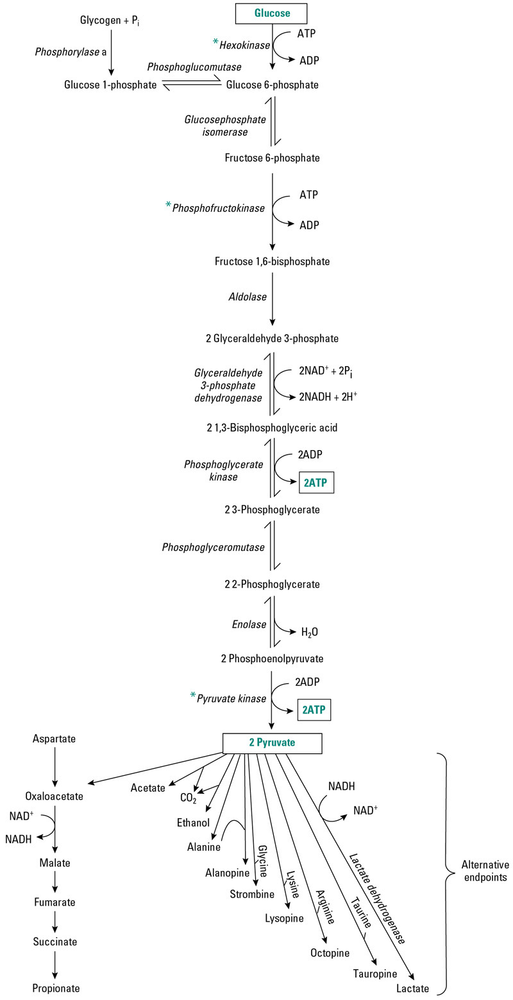 Glycogen + Pi
Glucose
ATP
*Hexokinase
ADP
Phosphorylase a
Phosphoglucomutase
Glucose 1-phosphate
Glucose 6-phosphate
Glucosephosphate
isomerase
Fructose 6-phosphate
ATP
*Phosphofructokinase
ADP
Fructose 1,6-bisphosphate
Aldolase
2 Glyceraldehyde 3-phosphate
Glyceraldehyde
3-phosphate
dehydrogenase
2NAD+ + 2Pi
2NADH + 2H+
2 1,3-Bisphosphoglyceric acid
Phosphoglycerate
kinase
2ADP
2ATP
2 3-Phosphoglycerate
Phosphoglyceromutase
2 2-Phosphoglycerate
Enolase
H2O
2 Phosphoenolpyruvate
2ADP
*Pyruvate kinase
2ATP
2 Pyruvate
Aspartate
Oxaloacetate
NAD+
NADH
Malate
Fumarate
Succinate
Propionate
Acetate
CO2
Ethanol
Alanine
Alanopine
Glycine
Strombine
Lysine
Lysopine
Arginine
Octopine
Taurine
Tauropine
NADH
NAD+
Lactate dehydrogenase
Lactate
Alternative
endpoints